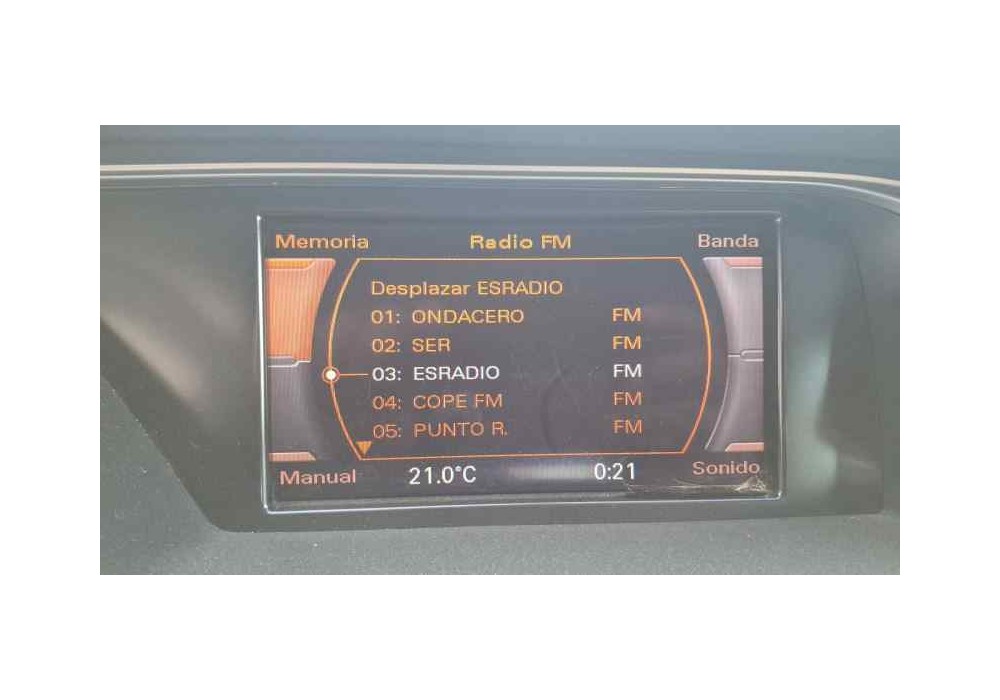 Memoria Radio FM Banda
Desplazar ESRADIO
01: ONDACERO FM
02: SER FM
03: ESRADIO FM
04: COPE FM FM
05: PUNTO R. FM
Manual 21.0°C 0:21 Sonido